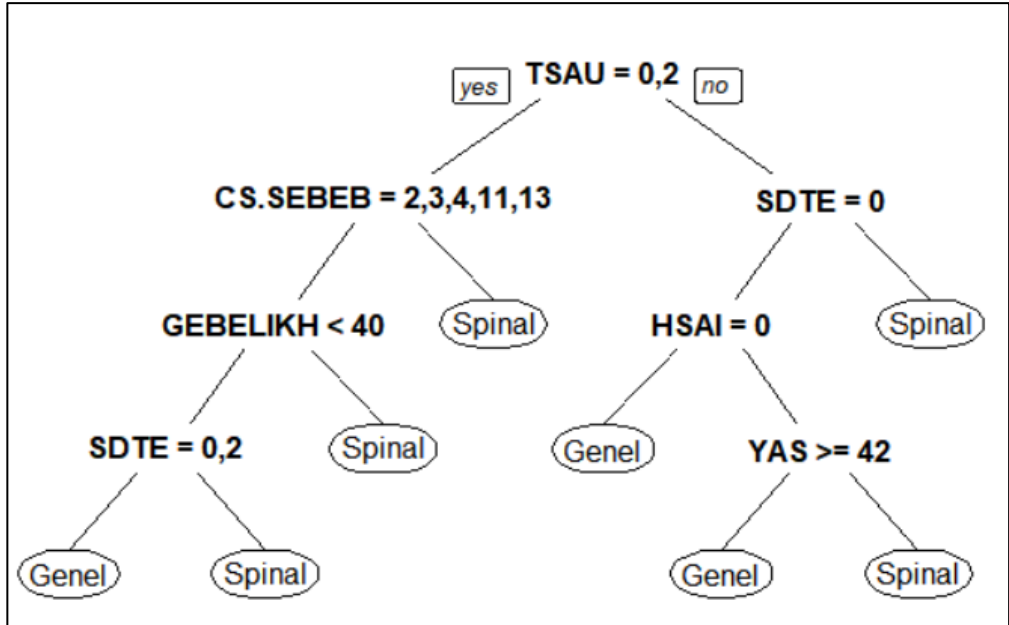 TSAU = 0,2
yes
no
CS.SEBEB = 2,3,4,11,13
SDTE = 0
GEBELIKH < 40
Spinal
HSAI = 0
Spinal
SDTE = 0,2
Spinal
Genel
YAS >= 42
Genel
Spinal
Genel
Spinal